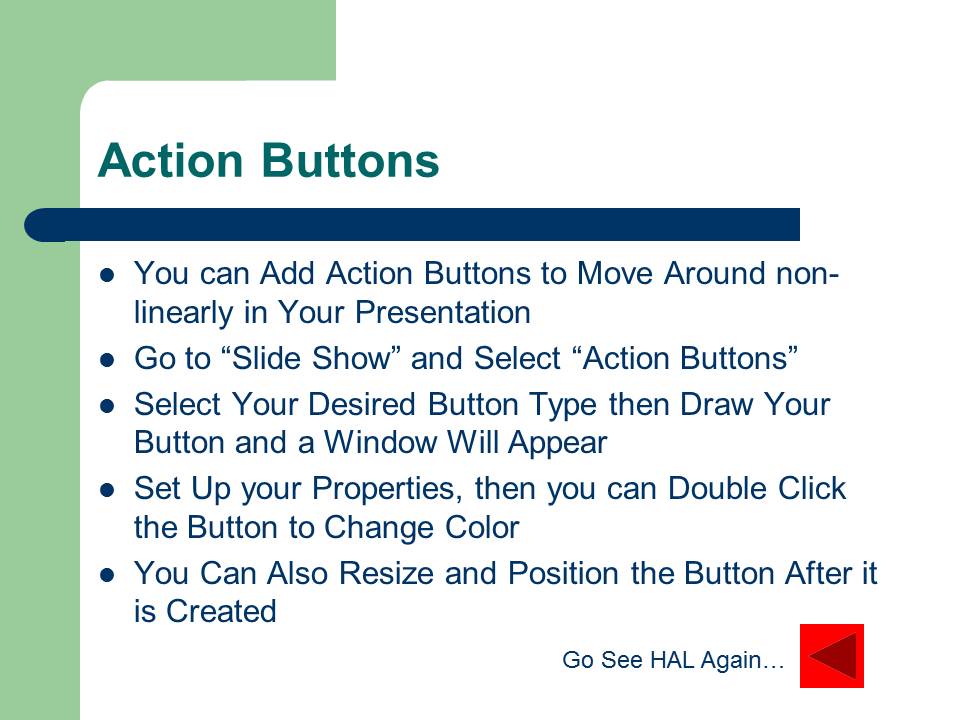 Action Buttons
● You can Add Action Buttons to Move Around non-
linearly in Your Presentation
● Go to “Slide Show” and Select “Action Buttons”
● Select Your Desired Button Type then Draw Your
Button and a Window Will Appear
● Set Up your Properties, then you can Double Click
the Button to Change Color
● You Can Also Resize and Position the Button After it
is Created
Go See HAL Again…